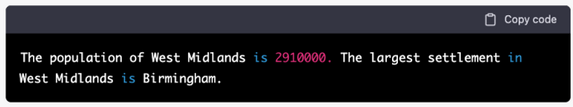 Copy code
The population of West Midlands is 2910000. The largest settlement in
West Midlands is Birmingham.